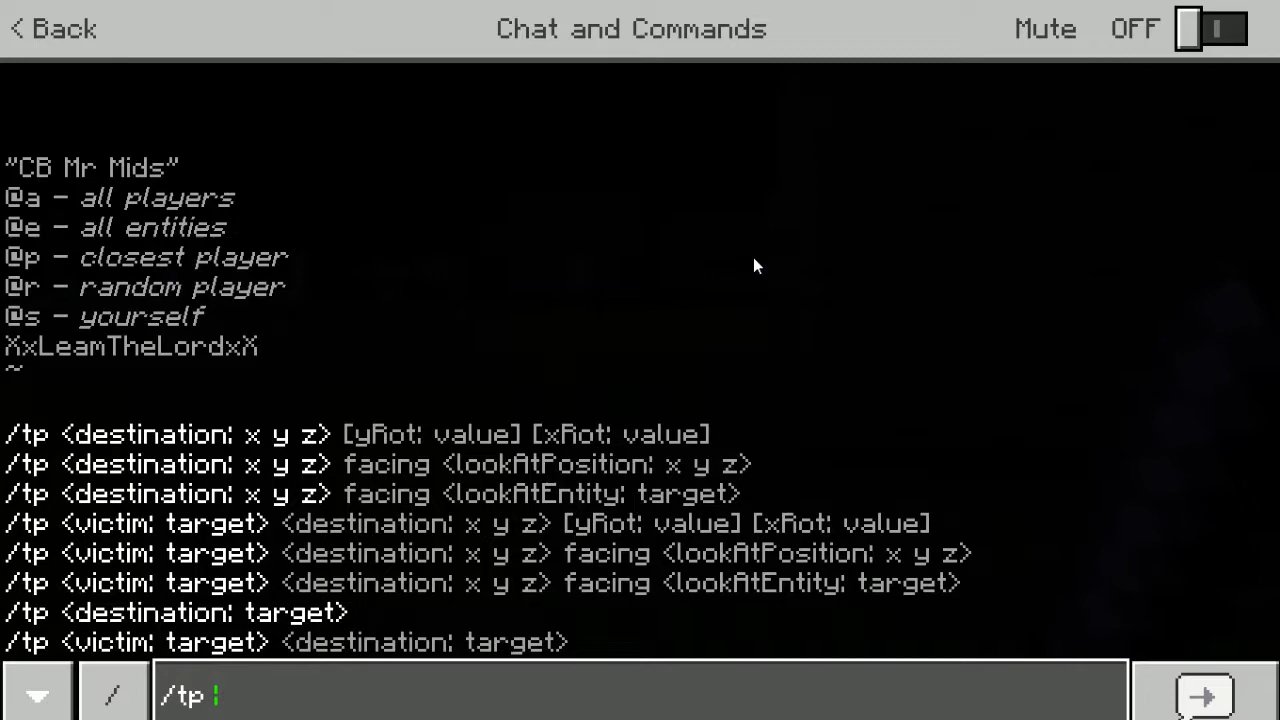 < Back
Chat and Commands
Mute OFF
"CB Mr Mids"
@a - all players
@e - all entities
@p - closest player
@r - random player
@s - yourself
XxLeamTheLordxX
~
/tp <destination: x y z> [yRot: value] [xRot: value]
/tp <destination: x y z> facing <lookAtPosition: x y z>
/tp <destination: x y z> facing <lookAtEntity: target>
/tp <victim: target> <destination: x y z> [yRot: value] [xRot: value]
/tp <victim: target> <destination: x y z> facing <lookAtPosition: x y z>
/tp <victim: target> <destination: x y z> facing <lookAtEntity: target>
/tp <destination: target>
/tp <victim: target> <destination: target>
/ /tp